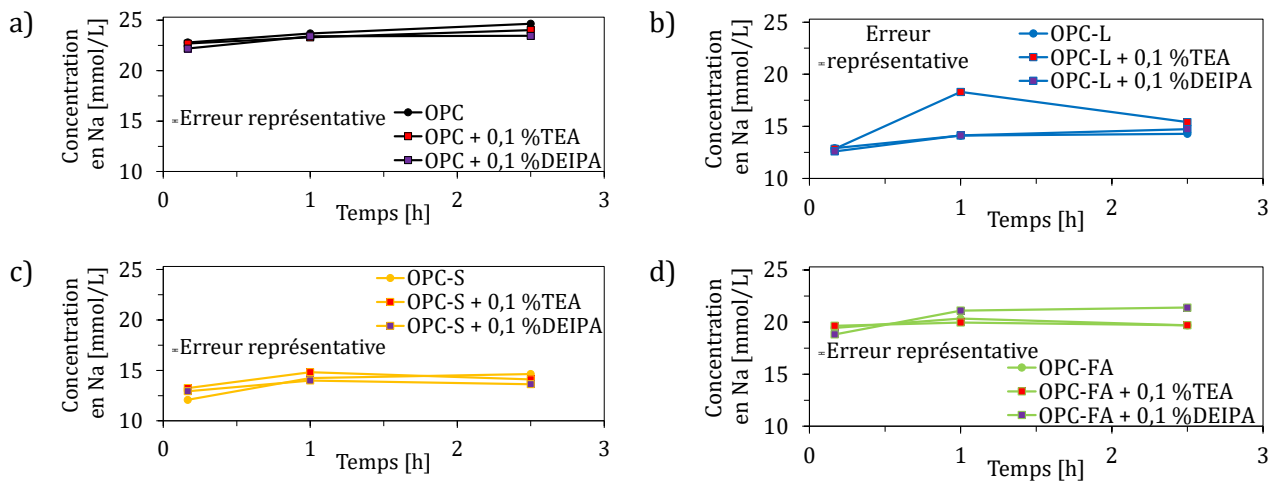 a)
Concentration
en Na [mmol/L]
25
20
15
10
0
1
2
3
Temps [h]
Erreur représentative
OPC
OPC + 0,1 %TEA
OPC + 0,1 %DEIPA
b)
Concentration
en Na [mmol/L]
25
20
15
10
0
1
2
3
Temps [h]
Erreur
représentative
OPC-L
OPC-L + 0,1 %TEA
OPC-L + 0,1 %DEIPA
c)
Concentration
en Na [mmol/L]
25
20
15
10
0
1
2
3
Temps [h]
OPC-S
OPC-S + 0,1 %TEA
OPC-S + 0,1 %DEIPA
Erreur représentative
d)
Concentration
en Na [mmol/L]
25
20
15
10
0
1
2
3
Temps [h]
Erreur représentative
OPC-FA
OPC-FA + 0,1 %TEA
OPC-FA + 0,1 %DEIPA